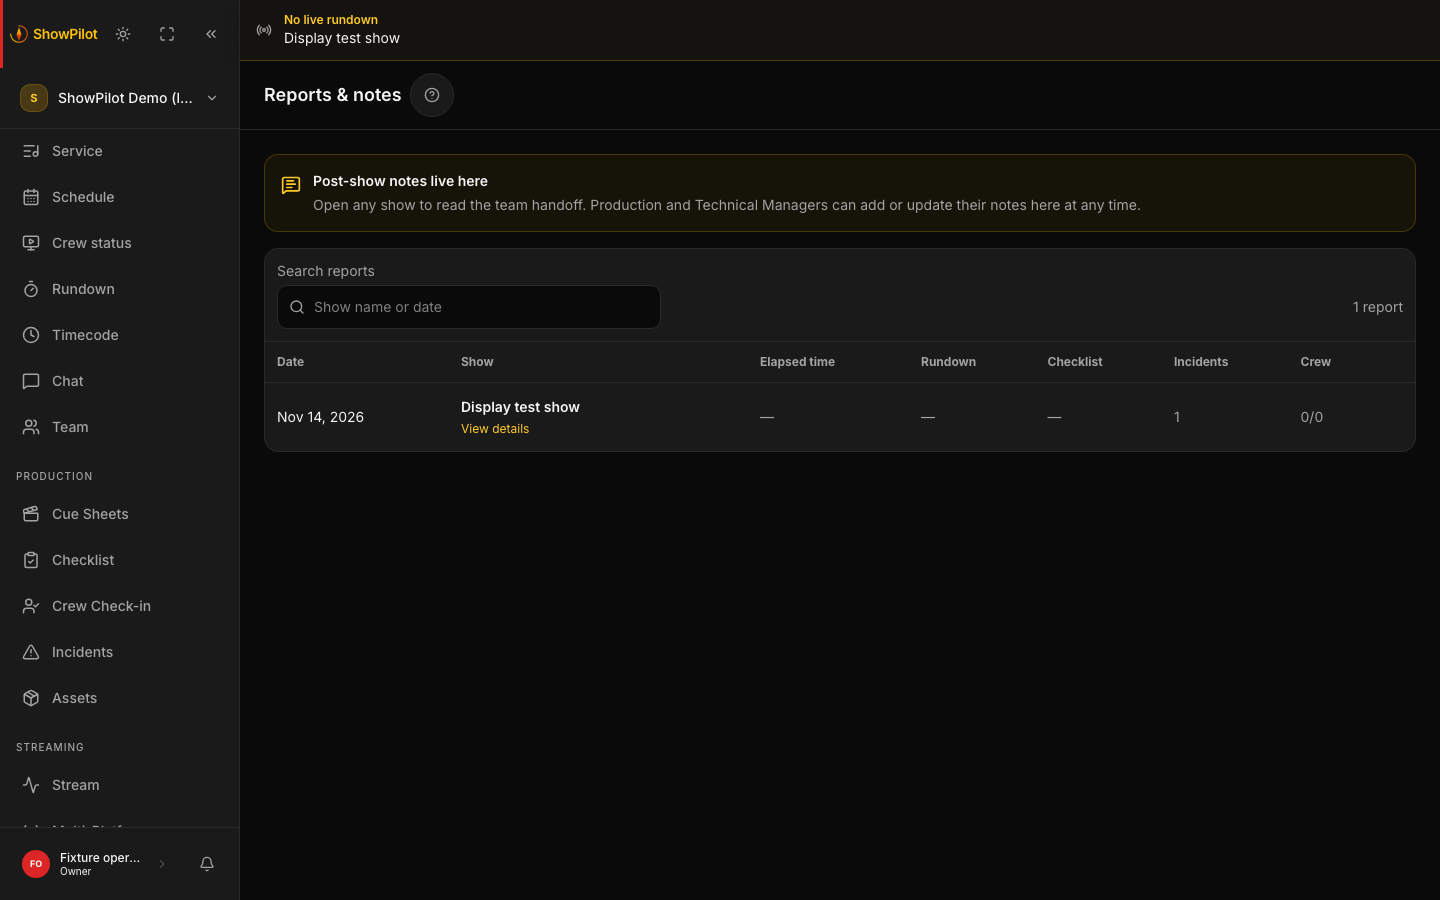 ShowPilot
S
ShowPilot Demo (I...
Service
Schedule
Crew status
Rundown
Timecode
Chat
Team
PRODUCTION
Cue Sheets
Checklist
Crew Check-in
Incidents
Assets
STREAMING
Stream
FO
Fixture oper...
Owner
No live rundown
Display test show
Reports & notes
Post-show notes live here
Open any show to read the team handoff. Production and Technical Managers can add or update their notes here at any time.
Search reports
Show name or date
1 report
Date Show Elapsed time Rundown Checklist Incidents Crew
Nov 14, 2026 Display test show — — — 1 0/0
View details